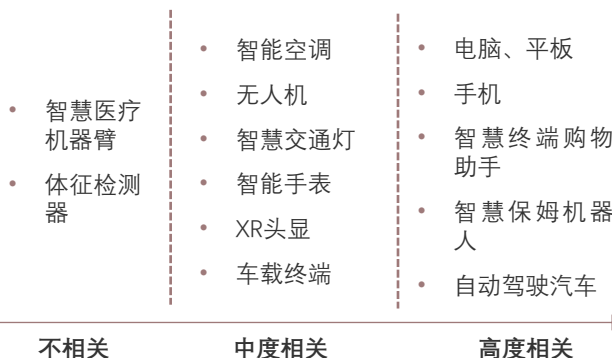 智慧医疗
机器臂
体征检测
器
智能空调
无人机
智慧交通灯
智能手表
XR头显
车载终端
电脑、平板
手机
智慧终端购物
助手
智慧保姆机器
人
自动驾驶汽车
不相关
中度相关
高度相关